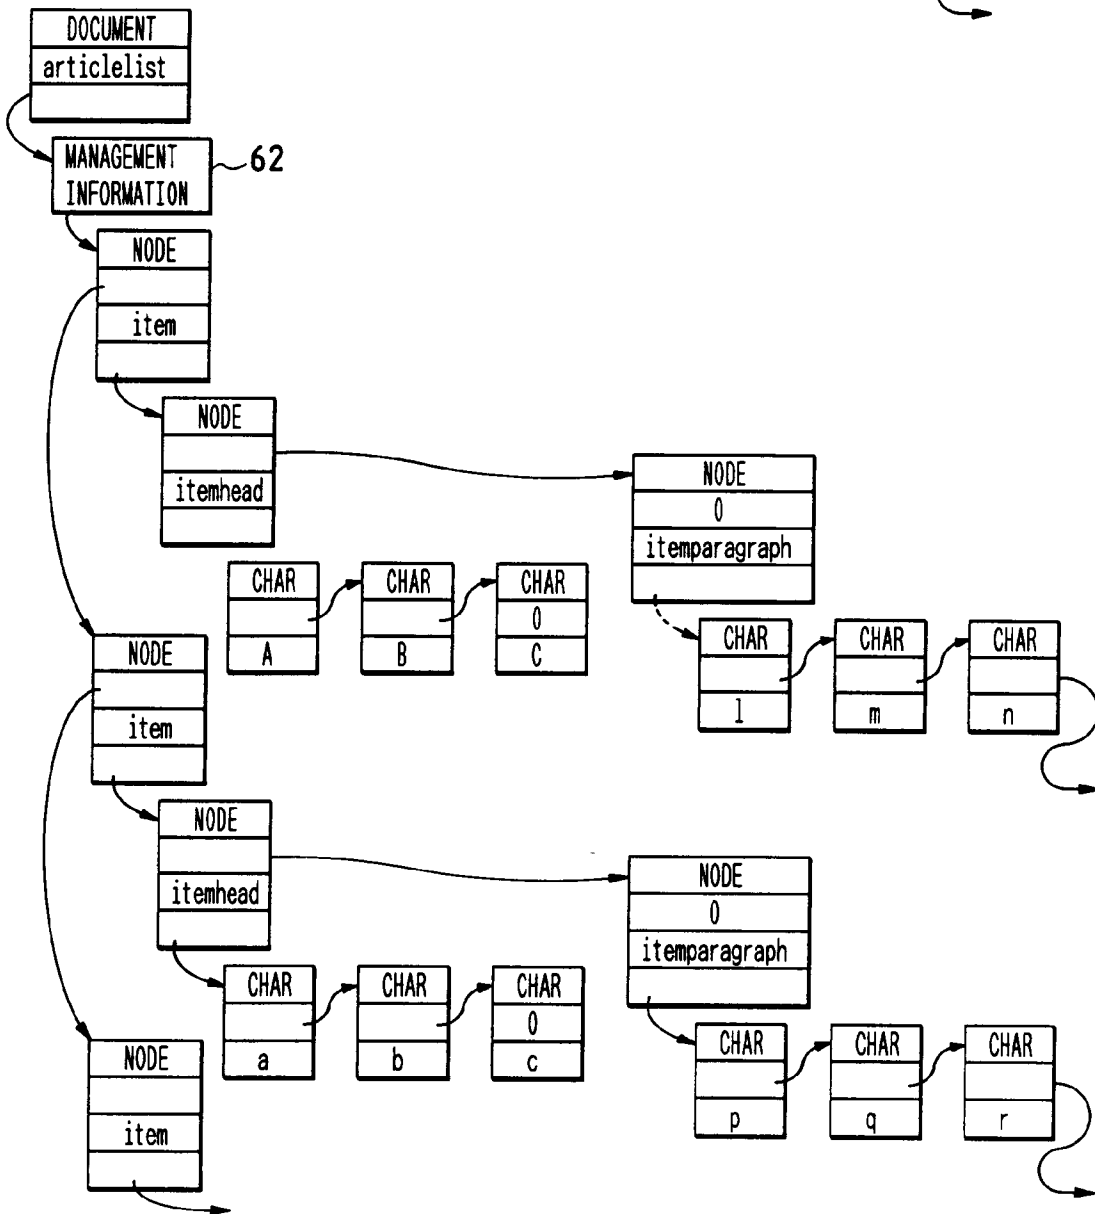 DOCUMENT
articlelist
MANAGEMENT
INFORMATION
62
NODE
item
NODE
itemhead
NODE
0
itemparagraph
CHAR
A
CHAR
B
CHAR
0
C
CHAR
l
CHAR
m
CHAR
n
NODE
item
NODE
itemhead
NODE
0
itemparagraph
CHAR
a
CHAR
b
CHAR
0
c
CHAR
p
CHAR
q
CHAR
r
NODE
item